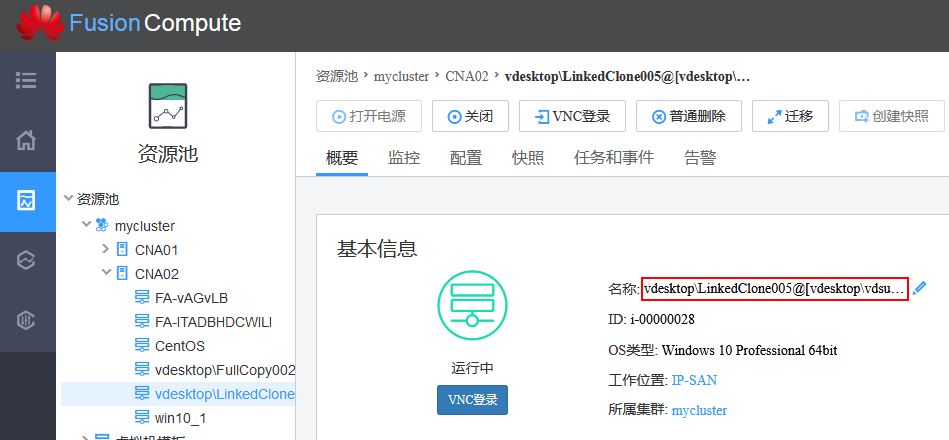 FusionCompute
资源池 > mycluster > CNA02 > vdesktop\LinkedClone005@[vdesktop\…
打开电源 关闭 VNC登录 普通删除 迁移 创建快照
资源池
概要 监控 配置 快照 任务和事件 告警
资源池
mycluster
CNA01
CNA02
FA-vAGvLB
FA-ITADBHDCWILI
CentOS
vdesktop\FullCopy002
vdesktop\LinkedClone
win10_1
基本信息
运行中
VNC登录
名称: vdesktop\LinkedClone005@[vdesktop\vdsu…
ID: i-00000028
OS类型: Windows 10 Professional 64bit
工作位置: IP-SAN
所属集群: mycluster